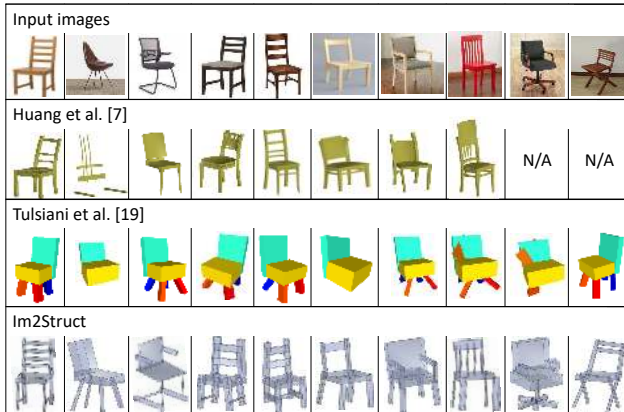 Input images
Huang et al. [7]
N/A
N/A
Tulsiani et al. [19]
Im2Struct